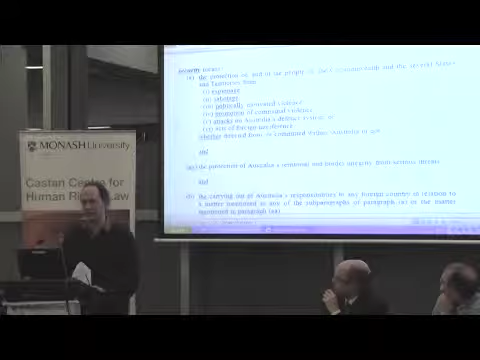 MONASH University
Castan Centre for
Human Rights Law
security means
(a) the protection of, and of the people of, the Commonwealth and the several States
and Territories from:
(i) espionage
(ii) sabotage
(iii) politically motivated violence
(iv) promotion of communal violence
(v) attacks on Australia's defence system; or
(vi) acts of foreign interference
whether directed from, or committed within, Australia or not
and
(aa) the protection of Australia's territorial and border integrity from serious threats
and
(b) the carrying out of Australia's responsibilities to any foreign country in relation to
a matter mentioned in any of the subparagraphs of paragraph (a) or the matter
mentioned in paragraph (aa)